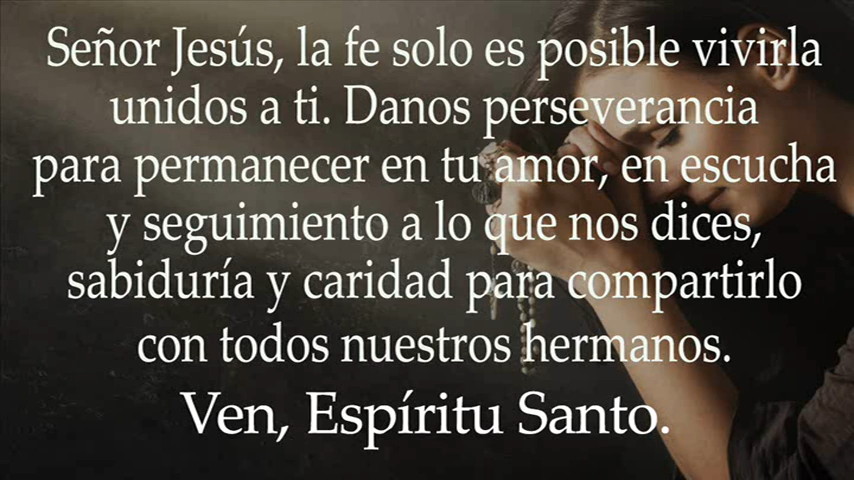 Señor Jesús, la fe solo es posible vivirla
unidos a ti. Danos perseverancia
para permanecer en tu amor, en escucha
y seguimiento a lo que nos dices,
sabiduría y caridad para compartirlo
con todos nuestros hermanos.
Ven, Espíritu Santo.